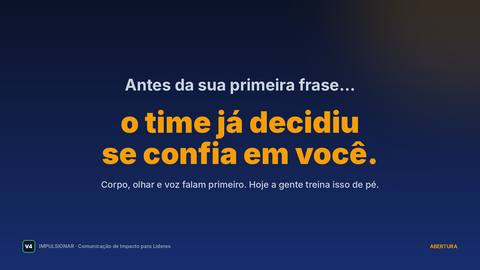 Antes da sua primeira frase...
o time já decidiu
se confia em você.
Corpo, olhar e voz falam primeiro. Hoje a gente treina isso de pé.
V4 IMPULSIONAR · Comunicação de Impacto para Líderes
ABERTURA